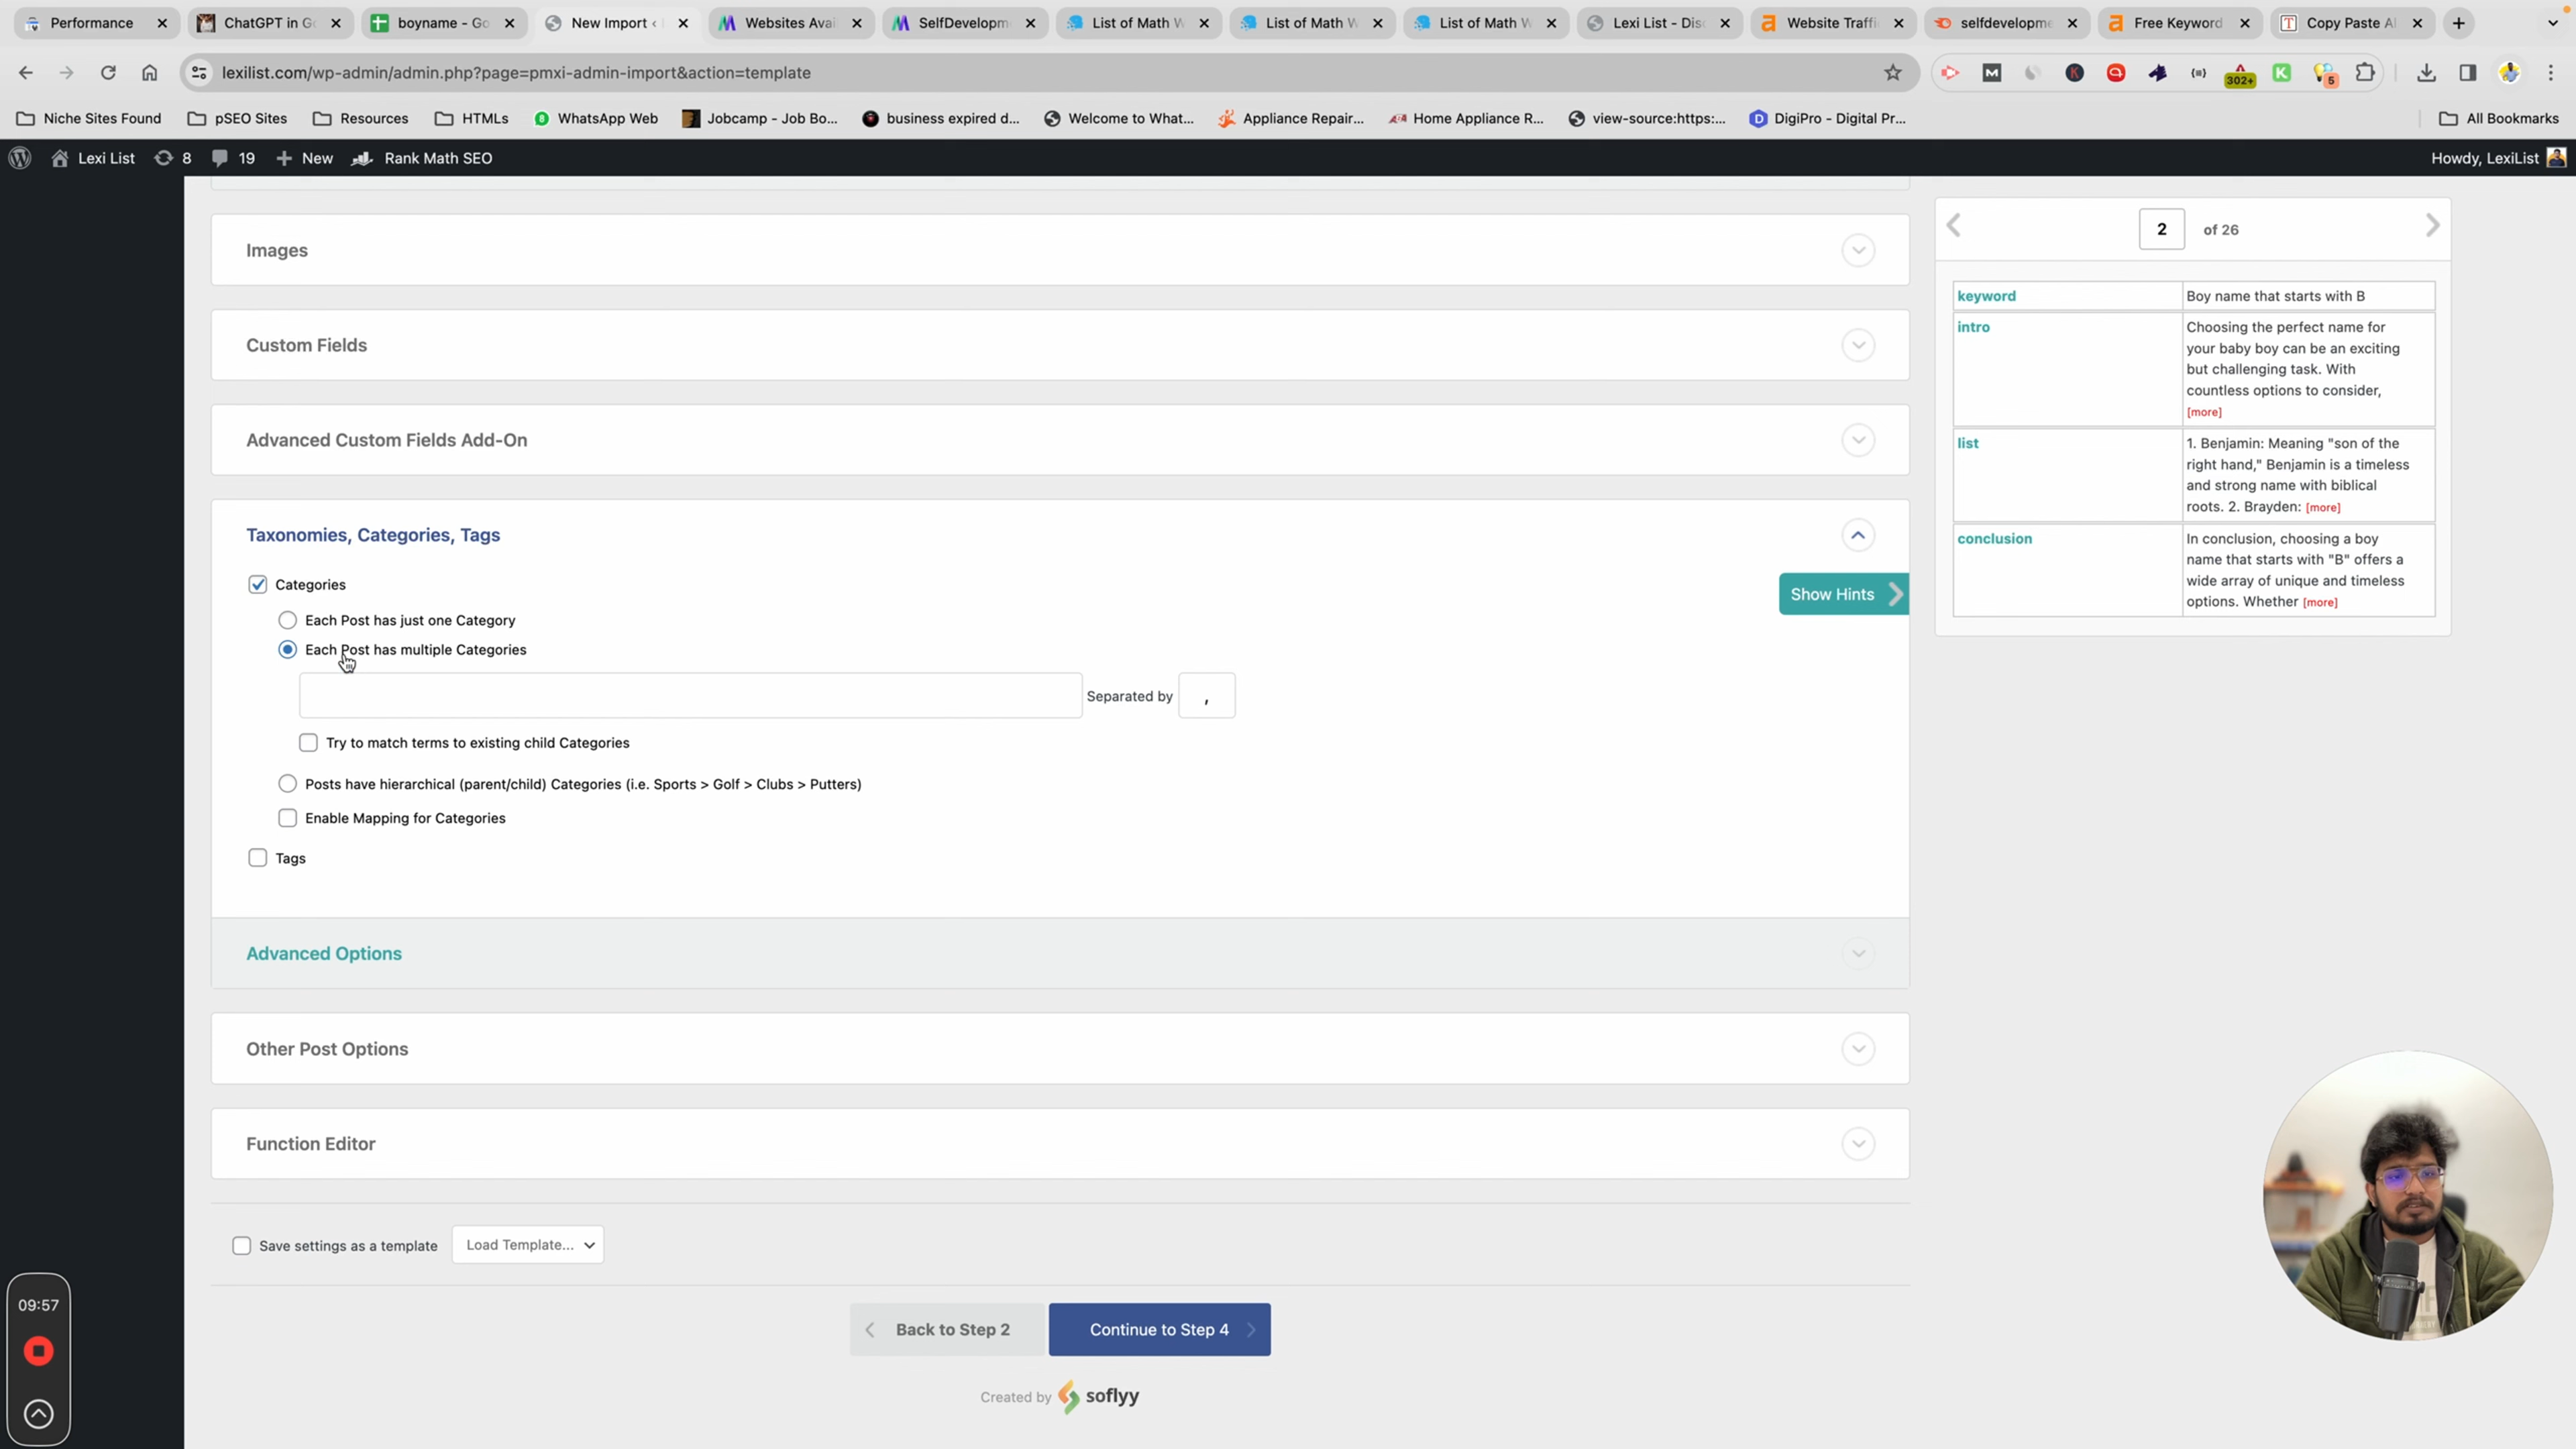 Performance
ChatGPT in Go
boyname - Go
New Import ‹
Websites Avai
SelfDevelopm
List of Math W
List of Math W
List of Math W
Lexi List - Disc
Website Traffi
selfdevelopme
Free Keyword
Copy Paste AI
lexilist.com/wp-admin/admin.php?page=pmxi-admin-import&action=template
302+
5
Niche Sites Found
pSEO Sites
Resources
HTMLs
WhatsApp Web
Jobcamp - Job Bo...
business expired d...
Welcome to What...
Appliance Repair...
Home Appliance R...
view-source:https:...
DigiPro - Digital Pr...
All Bookmarks
Lexi List
8
19
New
Rank Math SEO
Howdy, LexiList
Images
Custom Fields
Advanced Custom Fields Add-On
Taxonomies, Categories, Tags
Categories
Show Hints
Each Post has just one Category
Each Post has multiple Categories
Separated by ,
Try to match terms to existing child Categories
Posts have hierarchical (parent/child) Categories (i.e. Sports > Golf > Clubs > Putters)
Enable Mapping for Categories
Tags
Advanced Options
Other Post Options
Function Editor
Save settings as a template
Load Template...
Back to Step 2
Continue to Step 4
Created by soflyy
2 of 26
keyword
Boy name that starts with B
intro
Choosing the perfect name for
your baby boy can be an exciting
but challenging task. With
countless options to consider,
[more]
list
1. Benjamin: Meaning "son of the
right hand," Benjamin is a timeless
and strong name with biblical
roots. 2. Brayden: [more]
conclusion
In conclusion, choosing a boy
name that starts with "B" offers a
wide array of unique and timeless
options. Whether [more]
09:57